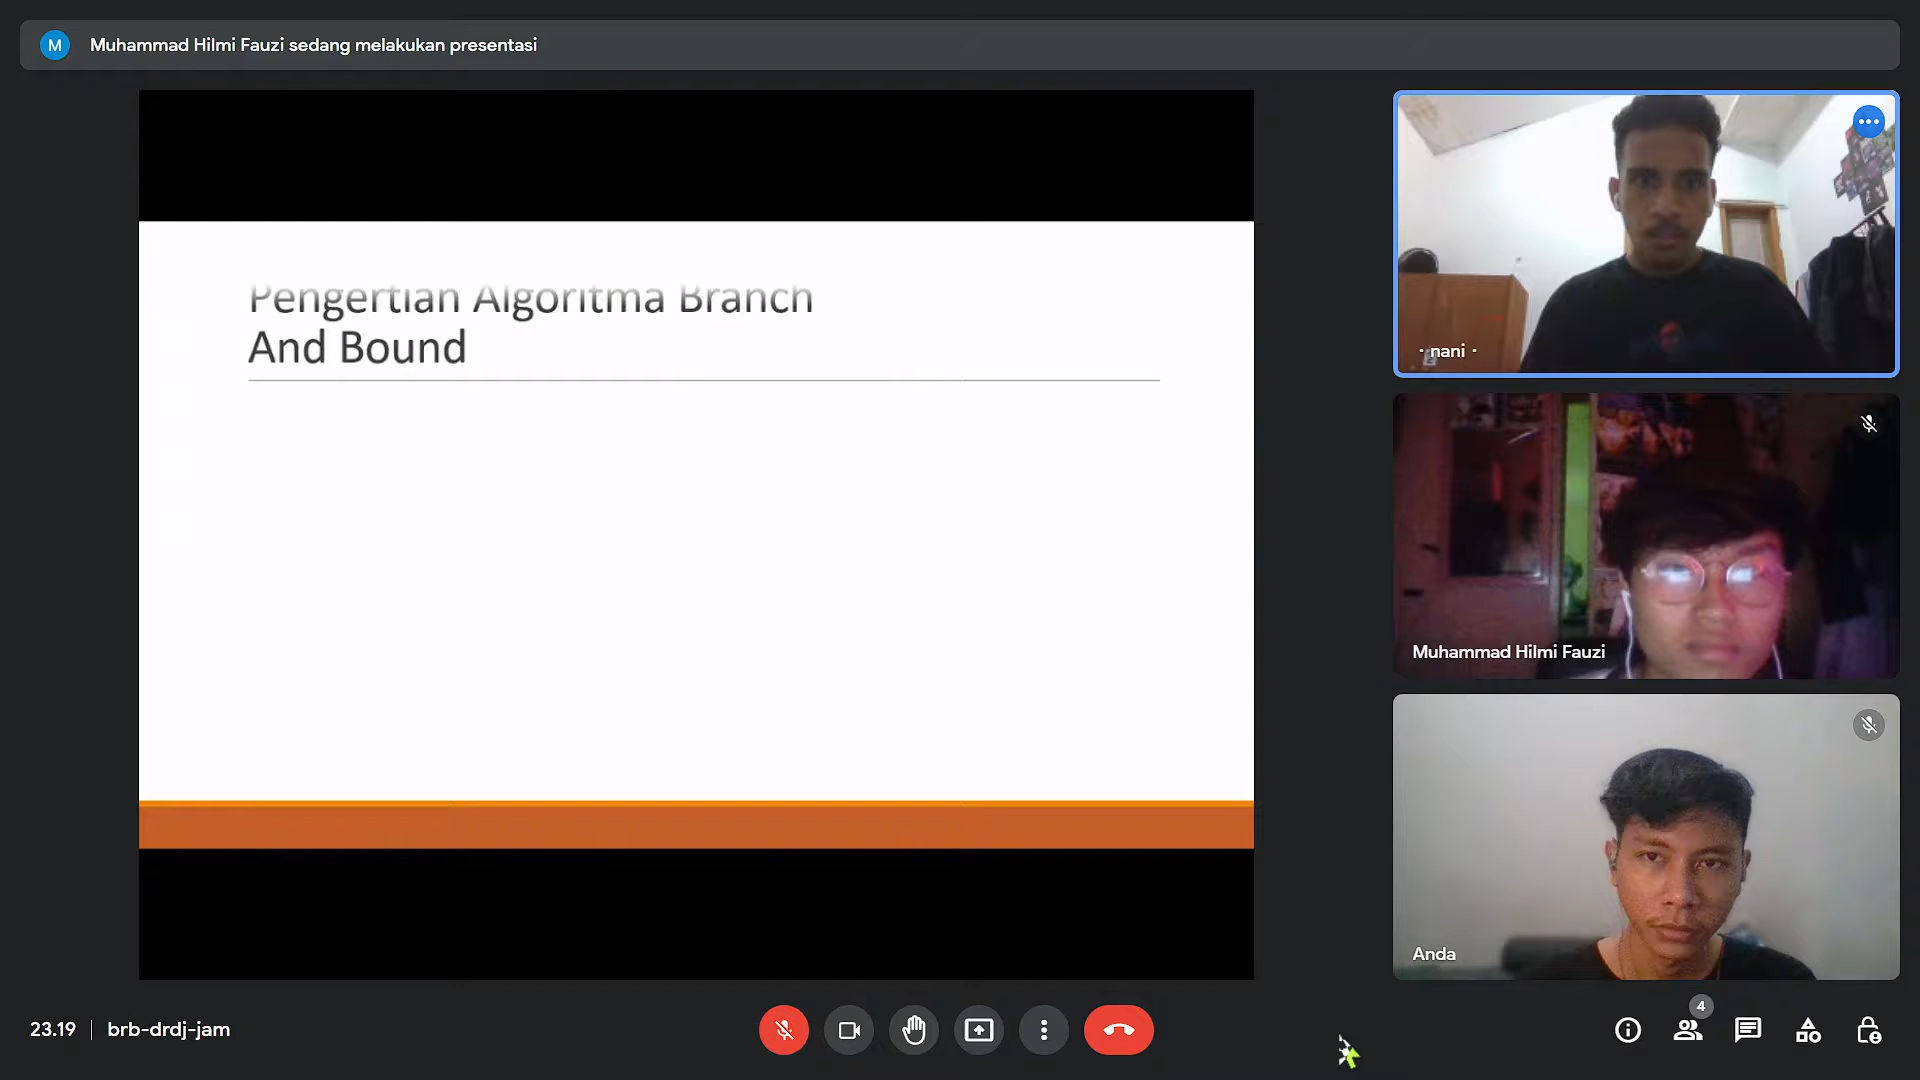 M
Muhammad Hilmi Fauzi sedang melakukan presentasi
Pengertian Algoritma Branch
And Bound
· nani ·
Muhammad Hilmi Fauzi
Anda
23.19
brb-drdj-jam
4